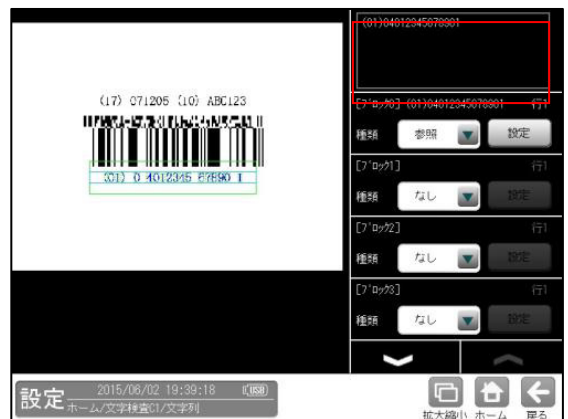 (01)04012345678901
(17) 071205 (10) ABC123
(01) 0 4012345 67890 1
[ﾌﾞﾛｯｸ0] (01)04012345678901 行1
種類 参照 設定
[ﾌﾞﾛｯｸ1] 行1
種類 なし 設定
[ﾌﾞﾛｯｸ2] 行1
種類 なし 設定
[ﾌﾞﾛｯｸ3] 行1
種類 なし 設定
設定 2015/06/02 19:39:18 USB
ホーム/文字検査C1/文字列
拡大縮小 ホーム 戻る